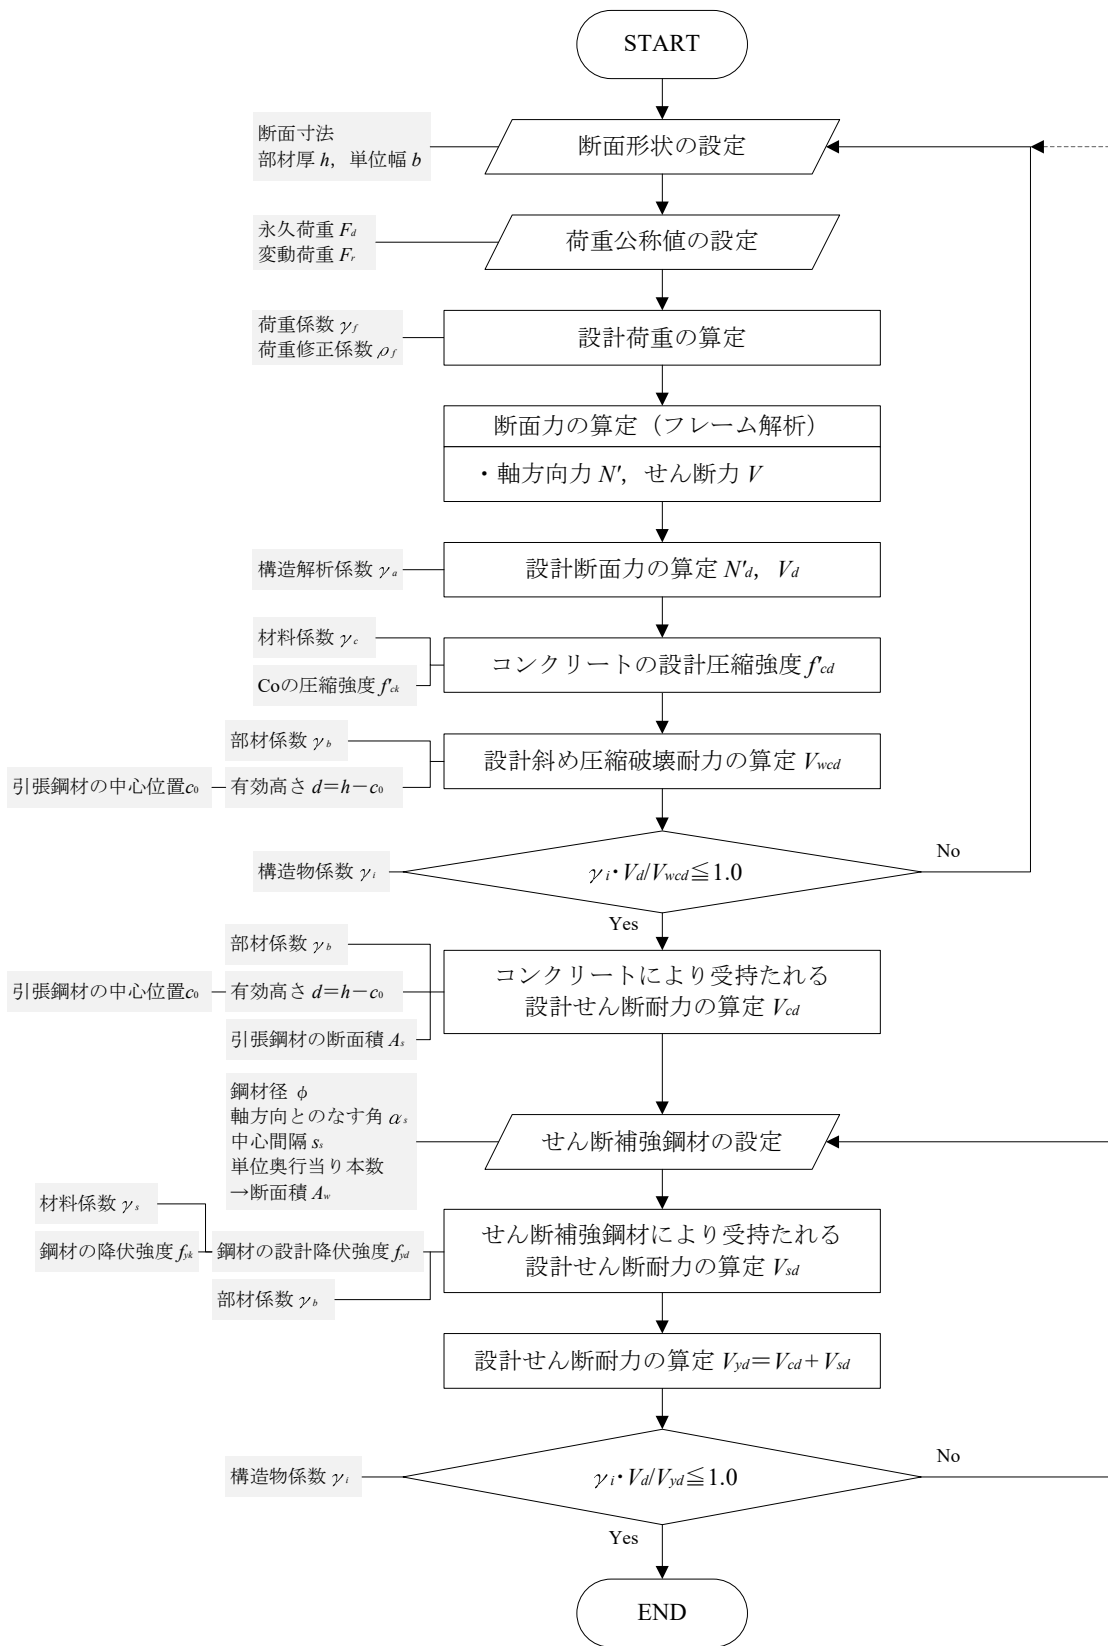 START
断面寸法
部材厚 h，単位幅 b
断面形状の設定
永久荷重 Fd
変動荷重 Fr
荷重公称値の設定
荷重係数 γf
荷重修正係数 ρf
設計荷重の算定
断面力の算定（フレーム解析）
・軸方向力 N'，せん断力 V
構造解析係数 γa
設計断面力の算定 N'd，Vd
材料係数 γc
Coの圧縮強度 f'ck
コンクリートの設計圧縮強度 f'cd
部材係数 γb
引張鋼材の中心位置c0
有効高さ d＝h－c0
設計斜め圧縮破壊耐力の算定 Vwcd
構造物係数 γi
γi・Vd/Vwcd≦1.0
No
Yes
部材係数 γb
引張鋼材の中心位置c0
有効高さ d＝h－c0
引張鋼材の断面積 As
コンクリートにより受持たれる
設計せん断耐力の算定 Vcd
鋼材径 φ
軸方向とのなす角 αs
中心間隔 ss
単位奥行当り本数
→断面積 Aw
せん断補強鋼材の設定
材料係数 γs
鋼材の降伏強度 fyk
鋼材の設計降伏強度 fyd
部材係数 γb
せん断補強鋼材により受持たれる
設計せん断耐力の算定 Vsd
設計せん断耐力の算定 Vyd＝Vcd＋Vsd
構造物係数 γi
γi・Vd/Vyd≦1.0
No
Yes
END